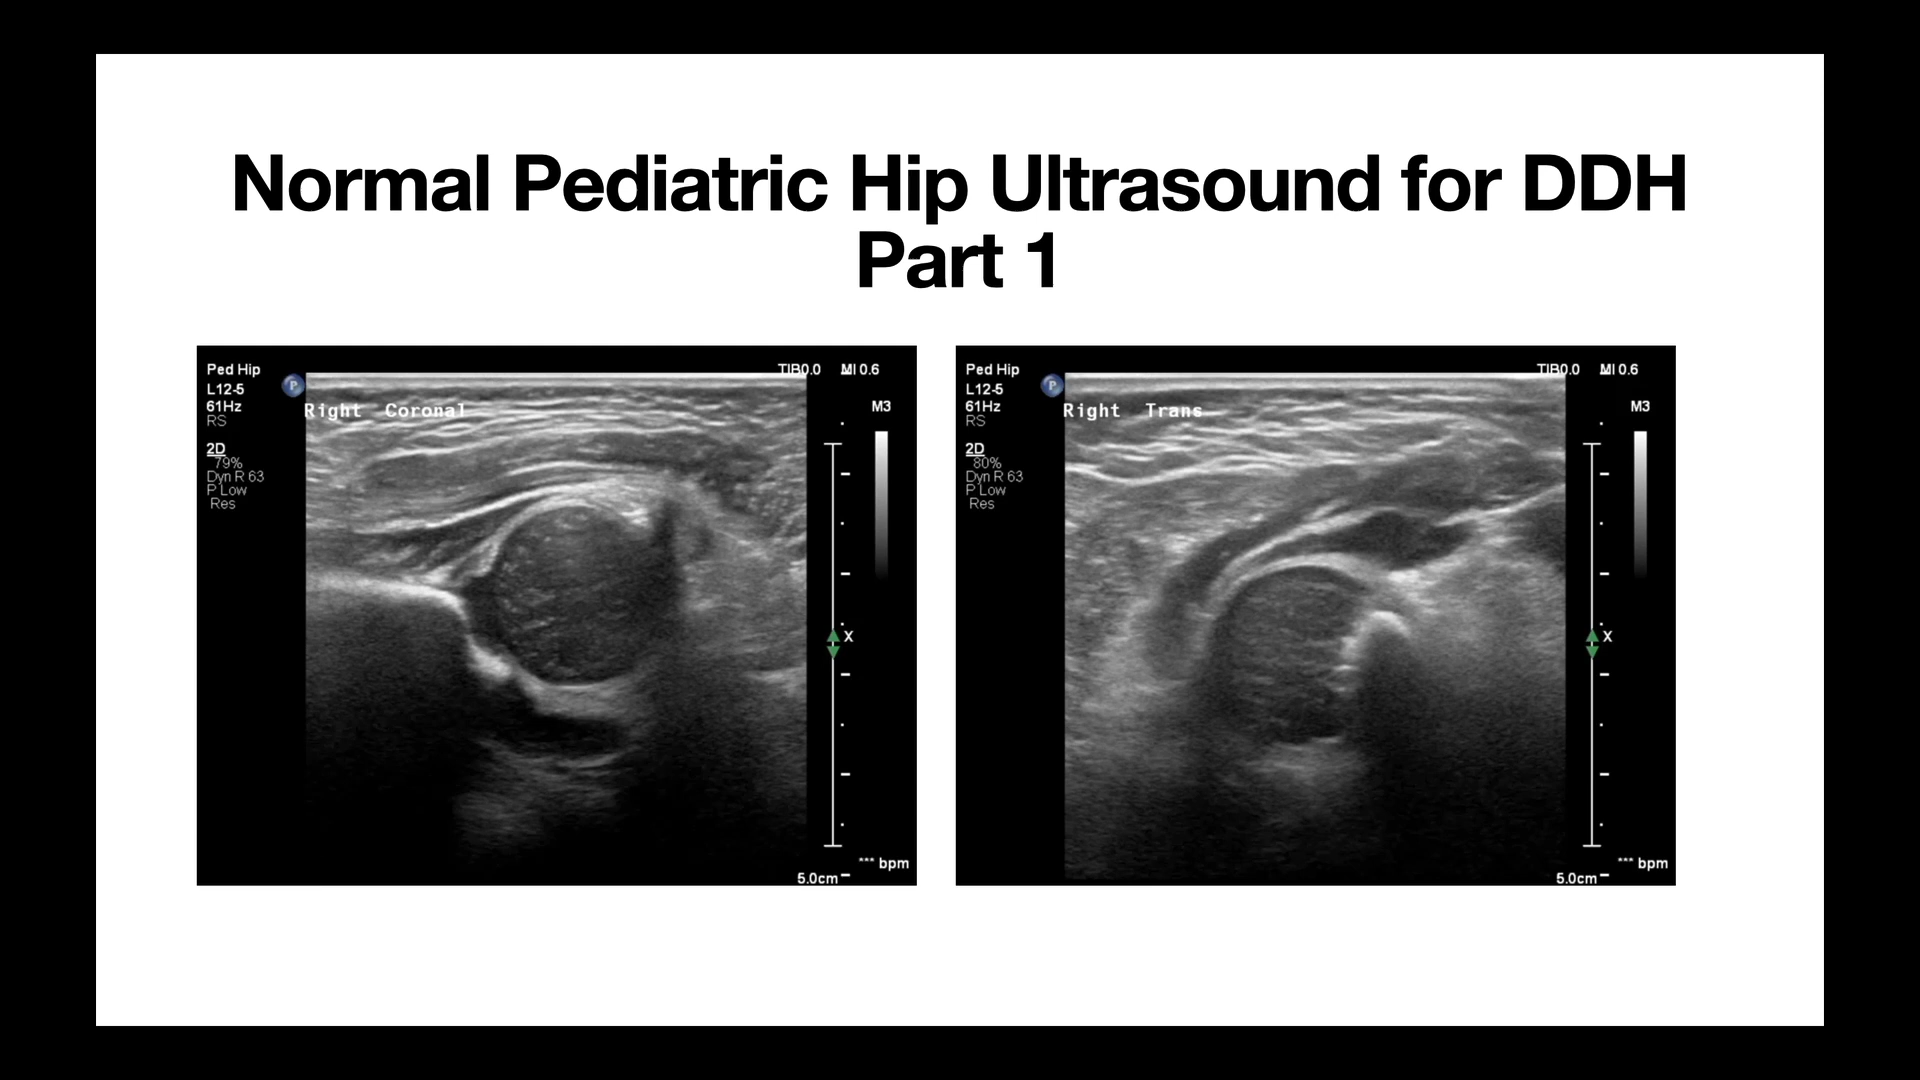 Normal Pediatric Hip Ultrasound for DDH
Part 1
Ped Hip
TIB0.0 MI 0.6
L12-5
61Hz
RS
M3
Right Coronal
2D
79%
Dyn R 63
P Low
Res
P
X
*** bpm
5.0cm
Ped Hip
TIB0.0 MI 0.6
L12-5
61Hz
RS
M3
Right Trans
2D
80%
Dyn R 63
P Low
Res
P
X
*** bpm
5.0cm